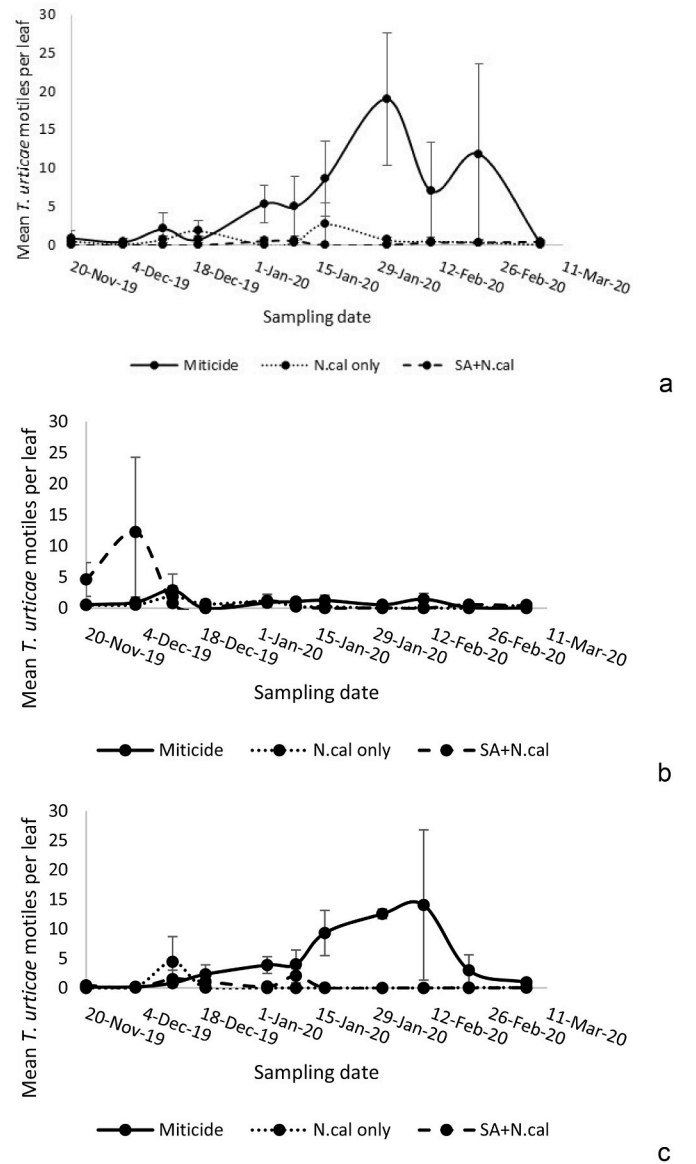 30
25
20
15
10
5
0
Mean T. urticae motiles per leaf
20-Nov-19 4-Dec-19 18-Dec-19 1-Jan-20 15-Jan-20 29-Jan-20 12-Feb-20 26-Feb-20 11-Mar-20
Sampling date
Miticide N.cal only SA+N.cal
a
30
25
20
15
10
5
0
Mean T. urticae motiles per leaf
20-Nov-19 4-Dec-19 18-Dec-19 1-Jan-20 15-Jan-20 29-Jan-20 12-Feb-20 26-Feb-20 11-Mar-20
Sampling date
Miticide N.cal only SA+N.cal
b
30
25
20
15
10
5
0
Mean T. urticae motiles per leaf
20-Nov-19 4-Dec-19 18-Dec-19 1-Jan-20 15-Jan-20 29-Jan-20 12-Feb-20 26-Feb-20 11-Mar-20
Sampling date
Miticide N.cal only SA+N.cal
c